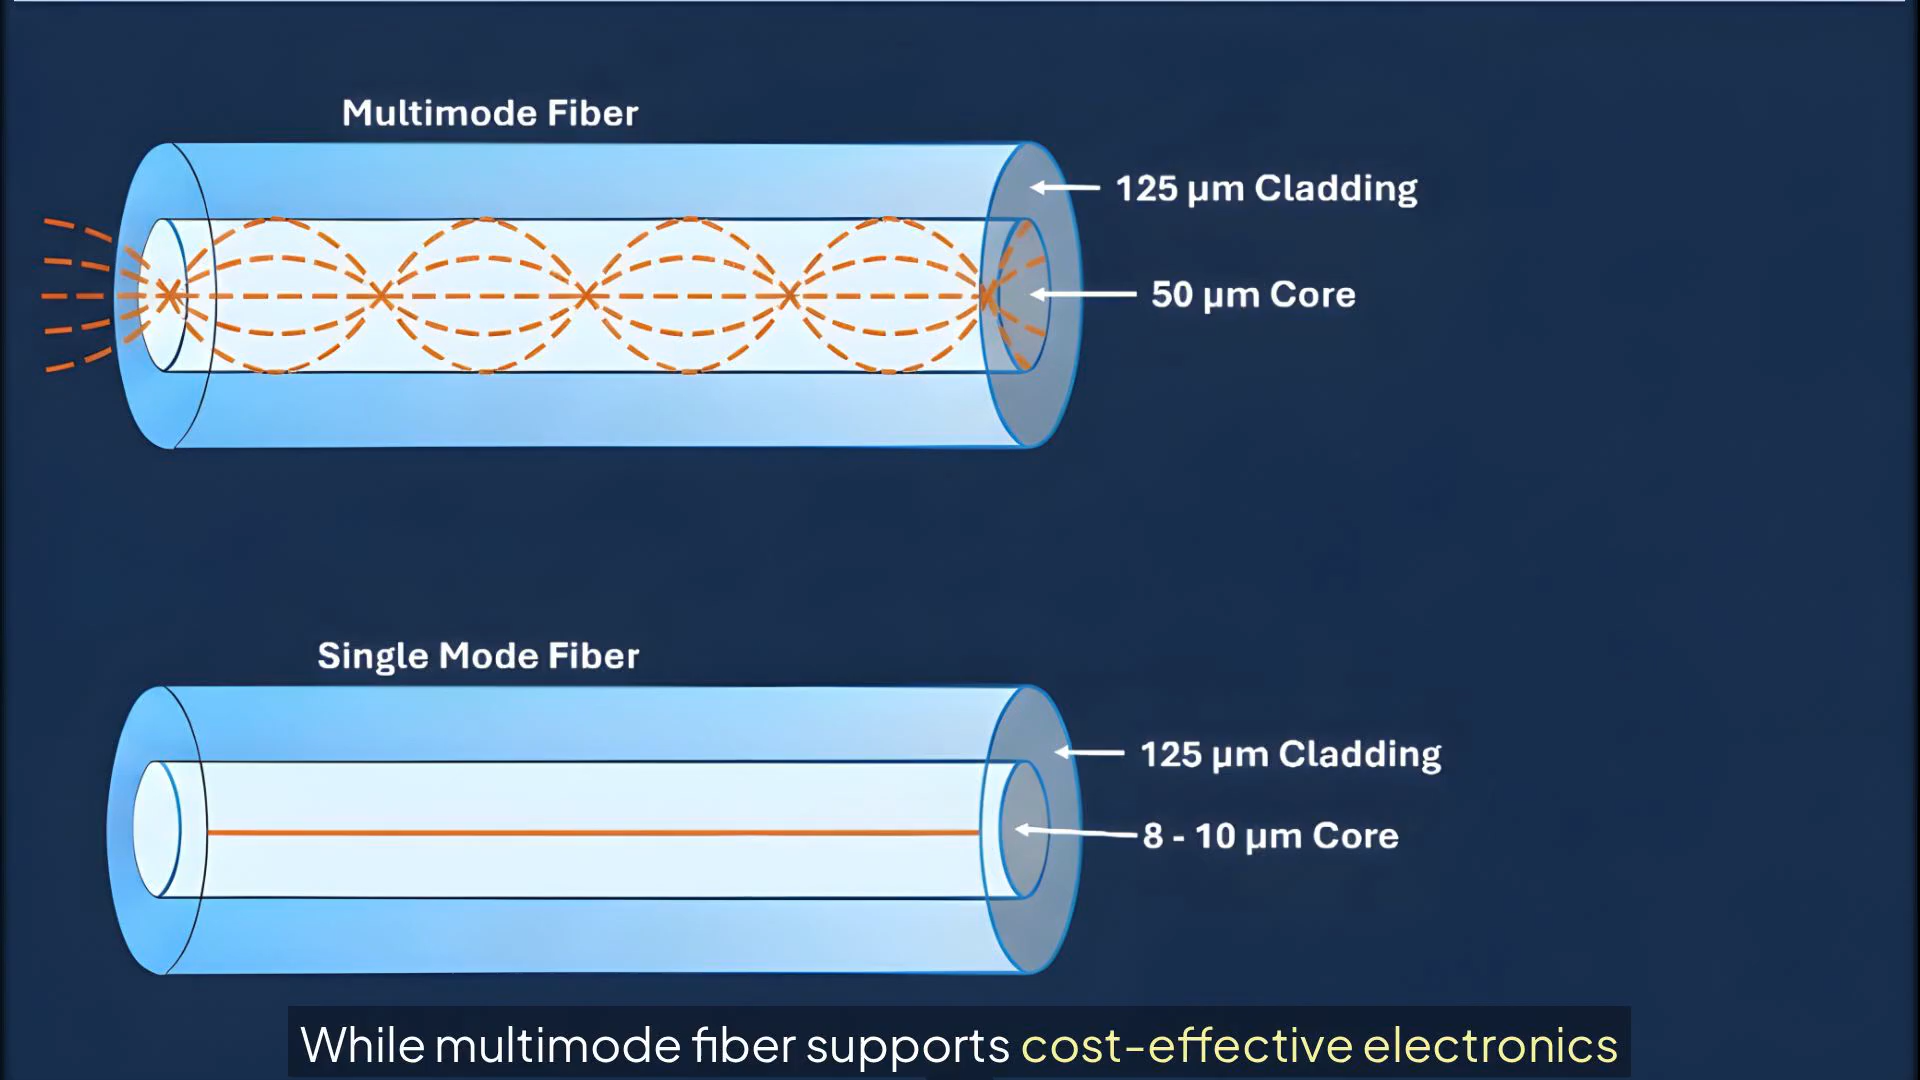 Multimode Fiber
125 μm Cladding
50 μm Core
Single Mode Fiber
125 μm Cladding
8 - 10 μm Core
While multimode fiber supports cost-effective electronics